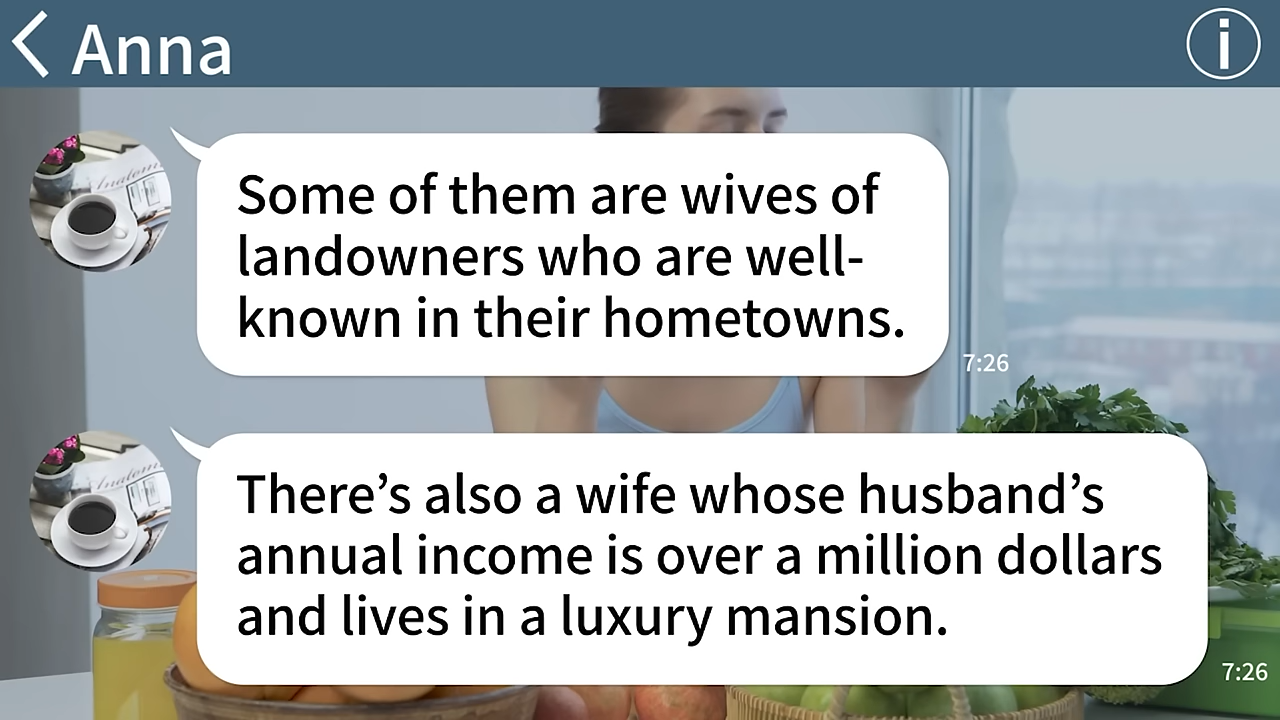 Anna
Some of them are wives of
landowners who are well-
known in their hometowns.
7:26
There’s also a wife whose husband’s
annual income is over a million dollars
and lives in a luxury mansion.
7:26